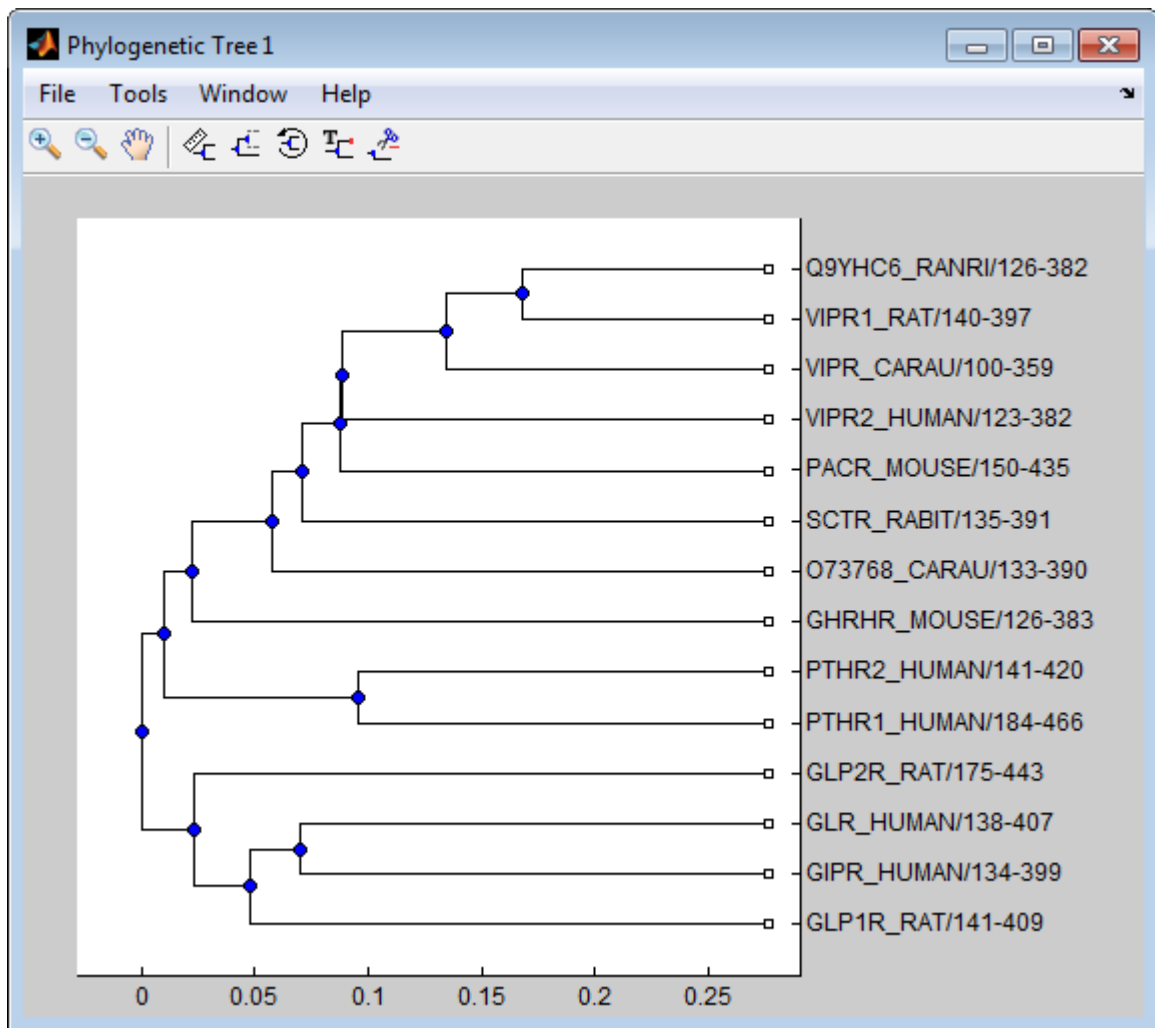 Phylogenetic Tree 1
File Tools Window Help
Q9YHC6_RANRI/126-382
VIPR1_RAT/140-397
VIPR_CARAU/100-359
VIPR2_HUMAN/123-382
PACR_MOUSE/150-435
SCTR_RABIT/135-391
O73768_CARAU/133-390
GHRHR_MOUSE/126-383
PTHR2_HUMAN/141-420
PTHR1_HUMAN/184-466
GLP2R_RAT/175-443
GLR_HUMAN/138-407
GIPR_HUMAN/134-399
GLP1R_RAT/141-409
0 0.05 0.1 0.15 0.2 0.25